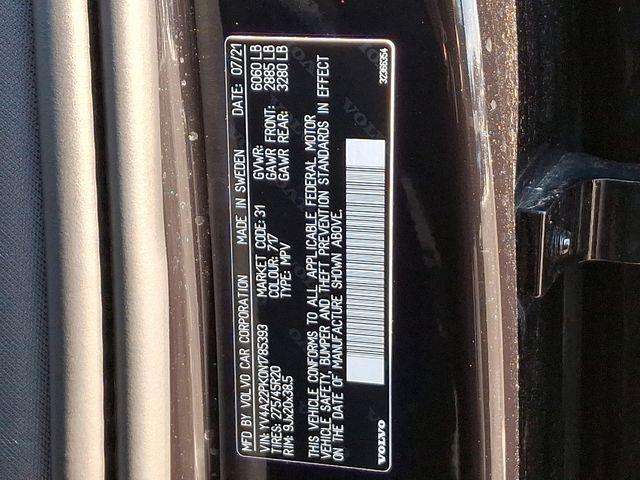 MFD BY VOLVO CAR CORPORATION MADE IN SWEDEN DATE: 07/21
VIN: YV4A22PK0N1785393 MARKET CODE: 31 GVWR: 6060 LB
TIRES: 275/45R20 COLOUR: 717 GAWR FRONT: 2885 LB
RIM: 9Jx20x38.5 TYPE: MPV GAWR REAR: 3280 LB
THIS VEHICLE CONFORMS TO ALL APPLICABLE FEDERAL MOTOR
VEHICLE SAFETY, BUMPER AND THEFT PREVENTION STANDARDS IN EFFECT
ON THE DATE OF MANUFACTURE SHOWN ABOVE.
VOLVO 32366354